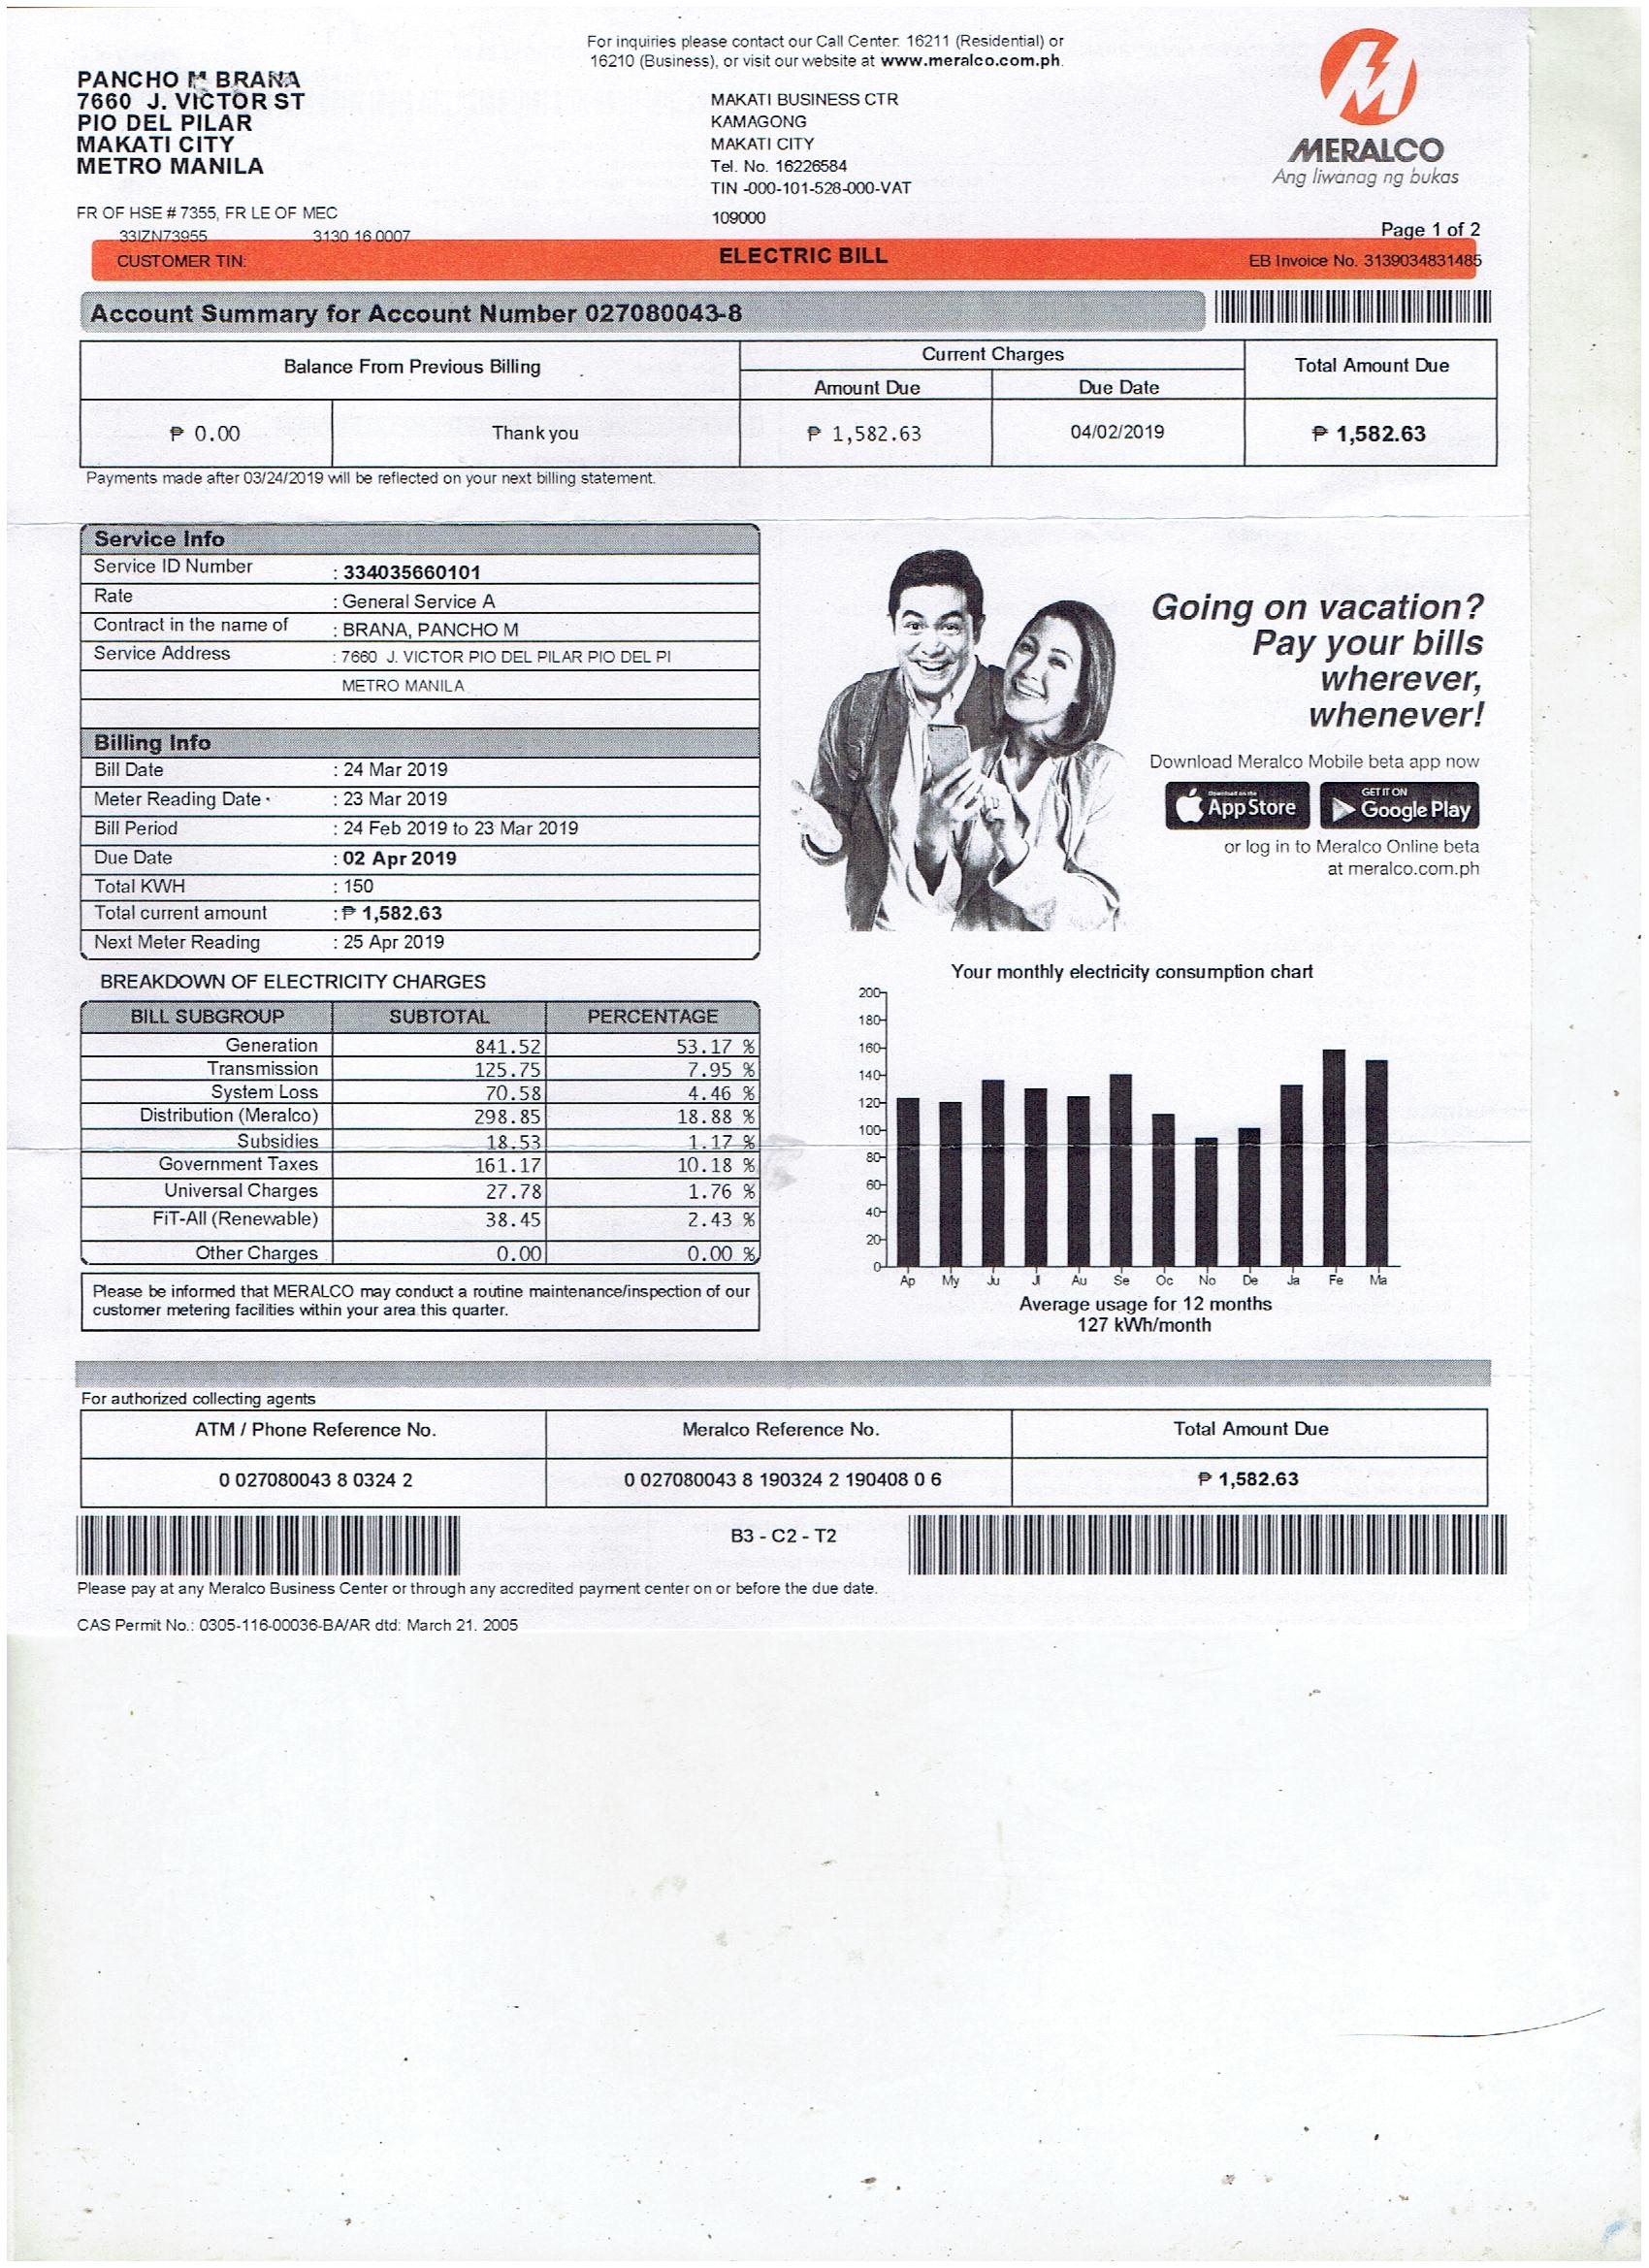 For inquiries please contact our Call Center: 16211 (Residential) or
16210 (Business), or visit our website at www.meralco.com.ph.
PANCHO M BRANA
7660 J. VICTOR ST
PIO DEL PILAR
MAKATI CITY
METRO MANILA
MAKATI BUSINESS CTR
KAMAGONG
MAKATI CITY
Tel. No. 16226584
TIN -000-101-528-000-VAT
109000
MERALCO
Ang liwanag ng bukas
FR OF HSE # 7355, FR LE OF MEC
33IZN73955 3130 16 0007
Page 1 of 2
CUSTOMER TIN: ELECTRIC BILL EB Invoice No. 3139034831485
Account Summary for Account Number 027080043-8
Balance From Previous Billing Current Charges Total Amount Due
Amount Due Due Date
₱ 0.00 Thank you ₱ 1,582.63 04/02/2019 ₱ 1,582.63
Payments made after 03/24/2019 will be reflected on your next billing statement.
Service Info
Service ID Number : 334035660101
Rate : General Service A
Contract in the name of : BRANA, PANCHO M
Service Address : 7660 J. VICTOR PIO DEL PILAR PIO DEL PI
METRO MANILA
Billing Info
Bill Date : 24 Mar 2019
Meter Reading Date : 23 Mar 2019
Bill Period : 24 Feb 2019 to 23 Mar 2019
Due Date : 02 Apr 2019
Total KWH : 150
Total current amount : ₱ 1,582.63
Next Meter Reading : 25 Apr 2019
Going on vacation?
Pay your bills
wherever,
whenever!
Download Meralco Mobile beta app now
Download on the
App Store
GET IT ON
Google Play
or log in to Meralco Online beta
at meralco.com.ph
BREAKDOWN OF ELECTRICITY CHARGES
BILL SUBGROUP SUBTOTAL PERCENTAGE
Generation 841.52 53.17 %
Transmission 125.75 7.95 %
System Loss 70.58 4.46 %
Distribution (Meralco) 298.85 18.88 %
Subsidies 18.53 1.17 %
Government Taxes 161.17 10.18 %
Universal Charges 27.78 1.76 %
FiT-All (Renewable) 38.45 2.43 %
Other Charges 0.00 0.00 %
Please be informed that MERALCO may conduct a routine maintenance/inspection of our
customer metering facilities within your area this quarter.
Your monthly electricity consumption chart
200
180
160
140
120
100
80
60
40
20
0
Ap My Ju Jl Au Se Oc No De Ja Fe Ma
Average usage for 12 months
127 kWh/month
For authorized collecting agents
ATM / Phone Reference No. Meralco Reference No. Total Amount Due
0 027080043 8 0324 2 0 027080043 8 190324 2 190408 0 6 ₱ 1,582.63
B3 - C2 - T2
Please pay at any Meralco Business Center or through any accredited payment center on or before the due date.
CAS Permit No.: 0305-116-00036-BA/AR dtd: March 21. 2005